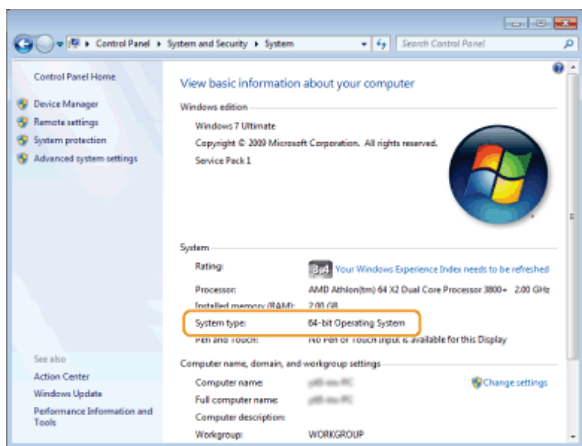 Control Panel ▸ System and Security ▸ System
Search Control Panel
Control Panel Home
Device Manager
Remote settings
System protection
Advanced system settings
See also
Action Center
Windows Update
Performance Information and
Tools
View basic information about your computer
Windows edition
Windows 7 Ultimate
Copyright © 2009 Microsoft Corporation. All rights reserved.
Service Pack 1
System
Rating: 3.4 Your Windows Experience Index needs to be refreshed
Processor: AMD Athlon(tm) 64 X2 Dual Core Processor 3800+ 2.00 GHz
Installed memory (RAM): 2.00 GB
System type: 64-bit Operating System
Pen and Touch: No Pen or Touch Input is available for this Display
Computer name, domain, and workgroup settings
Computer name:
Change settings
Full computer name:
Computer description:
Workgroup: WORKGROUP